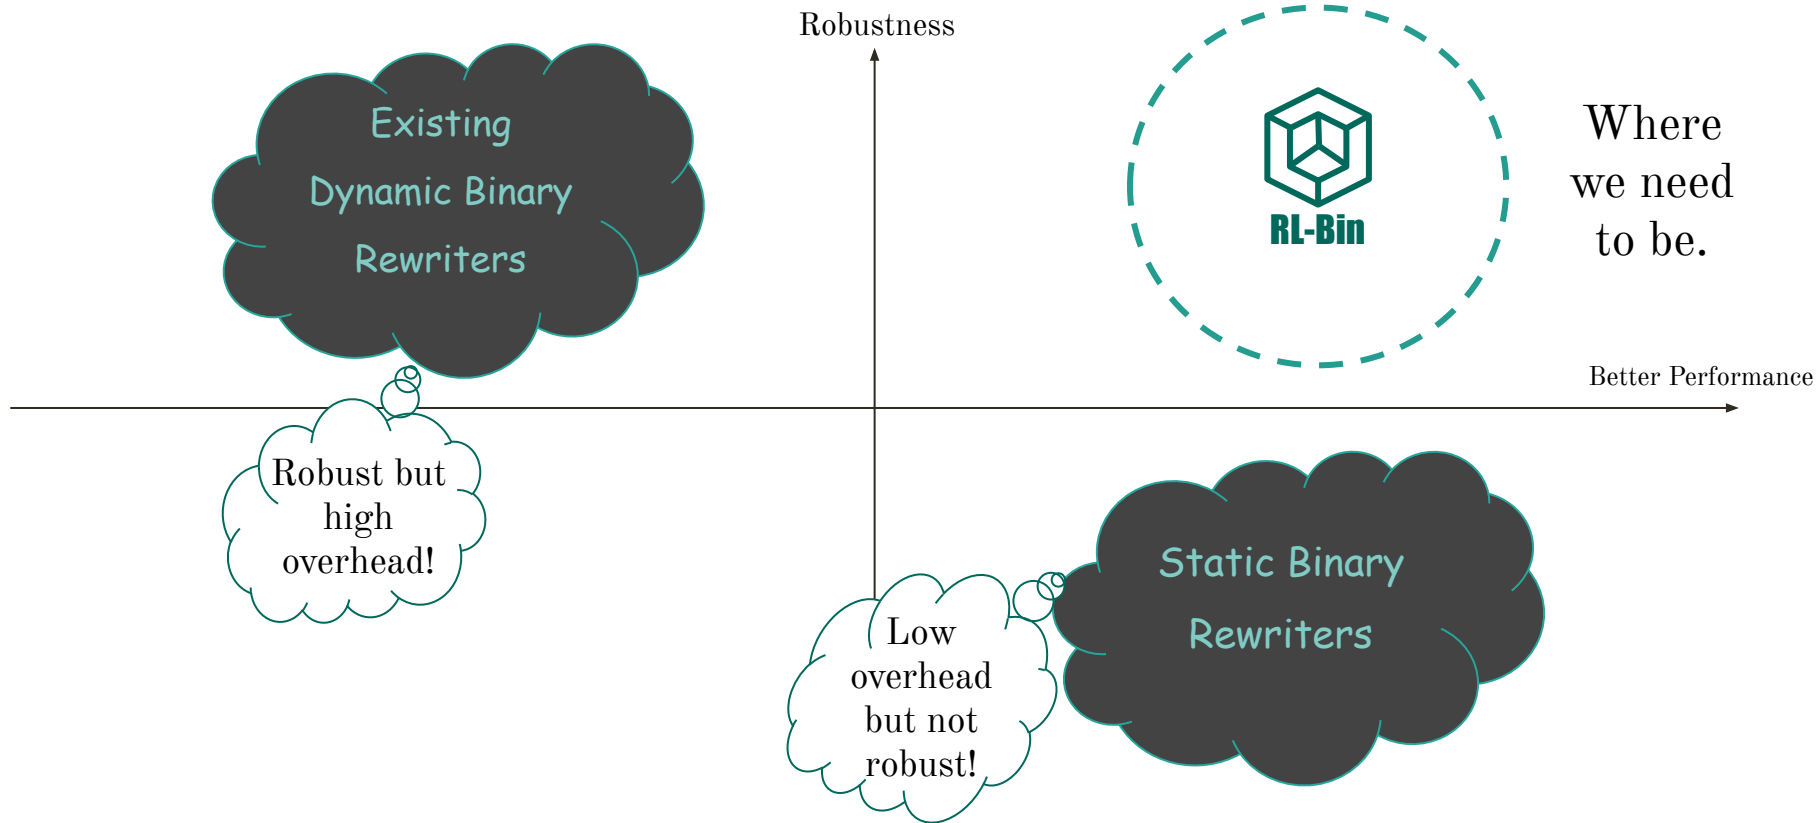 Robustness
Existing
Dynamic Binary
Rewriters
RL-Bin
Where
we need
to be.
Better Performance
Robust but
high
overhead!
Static Binary
Rewriters
Low
overhead
but not
robust!